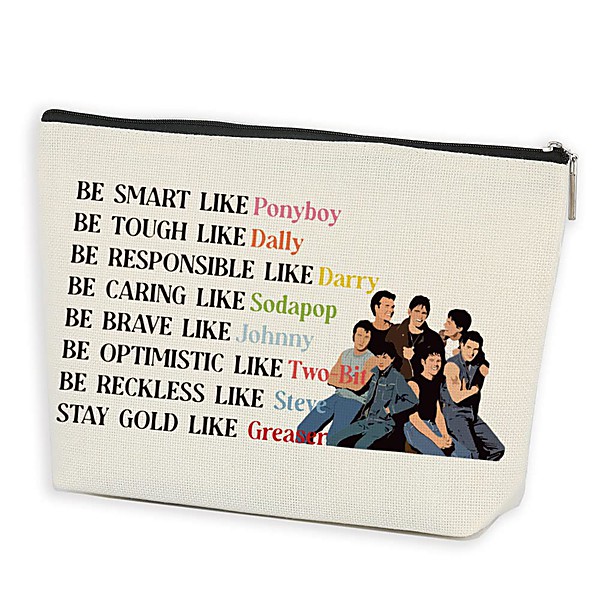 BE SMART LIKE Ponyboy
BE TOUGH LIKE Dally
BE RESPONSIBLE LIKE Darry
BE CARING LIKE Sodapop
BE BRAVE LIKE Johnny
BE OPTIMISTIC LIKE Two-Bit
BE RECKLESS LIKE Steve
STAY GOLD LIKE Greaser